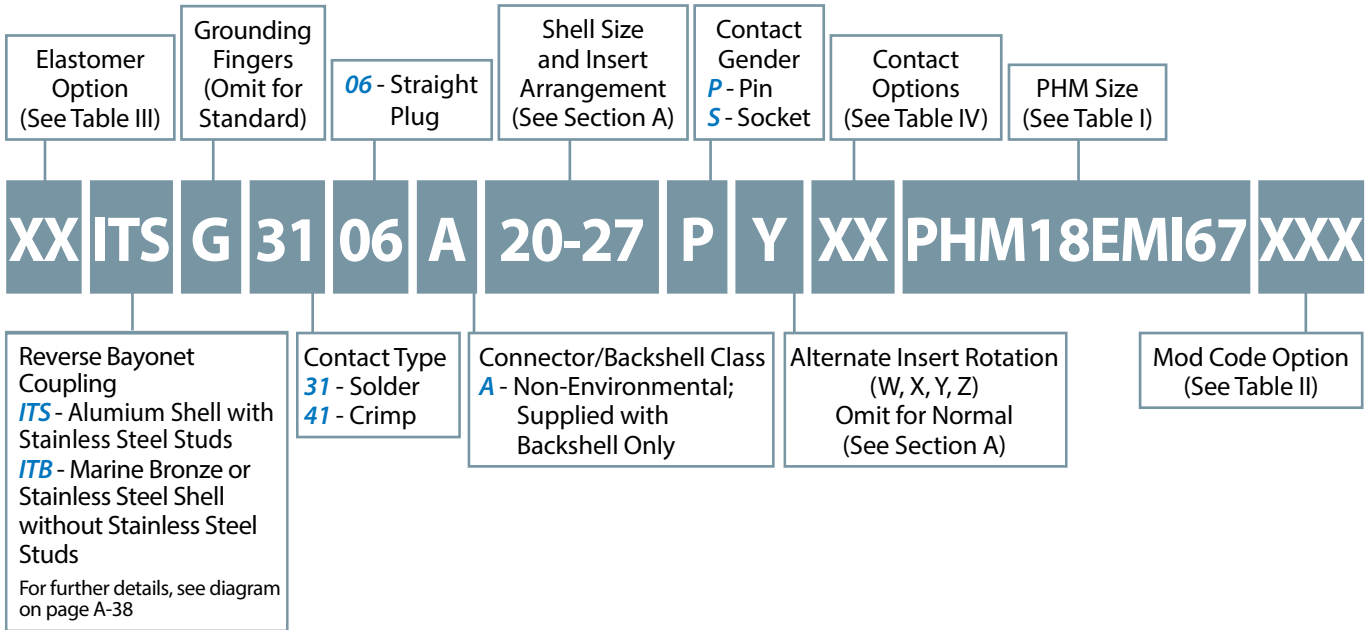 Elastomer
Option
(See Table III)
Grounding
Fingers
(Omit for
Standard)
06 - Straight
Plug
Shell Size
and Insert
Arrangement
(See Section A)
Contact
Gender
P - Pin
S - Socket
Contact
Options
(See Table IV)
PHM Size
(See Table I)
XX ITS G 31 06 A 20-27 P Y XX PHM18EMI67 XXX
Reverse Bayonet
Coupling
ITS - Alumium Shell with
Stainless Steel Studs
ITB - Marine Bronze or
Stainless Steel Shell
without Stainless Steel
Studs
For further details, see diagram
on page A-38
Contact Type
31 - Solder
41 - Crimp
Connector/Backshell Class
A - Non-Environmental;
Supplied with
Backshell Only
Alternate Insert Rotation
(W, X, Y, Z)
Omit for Normal
(See Section A)
Mod Code Option
(See Table II)